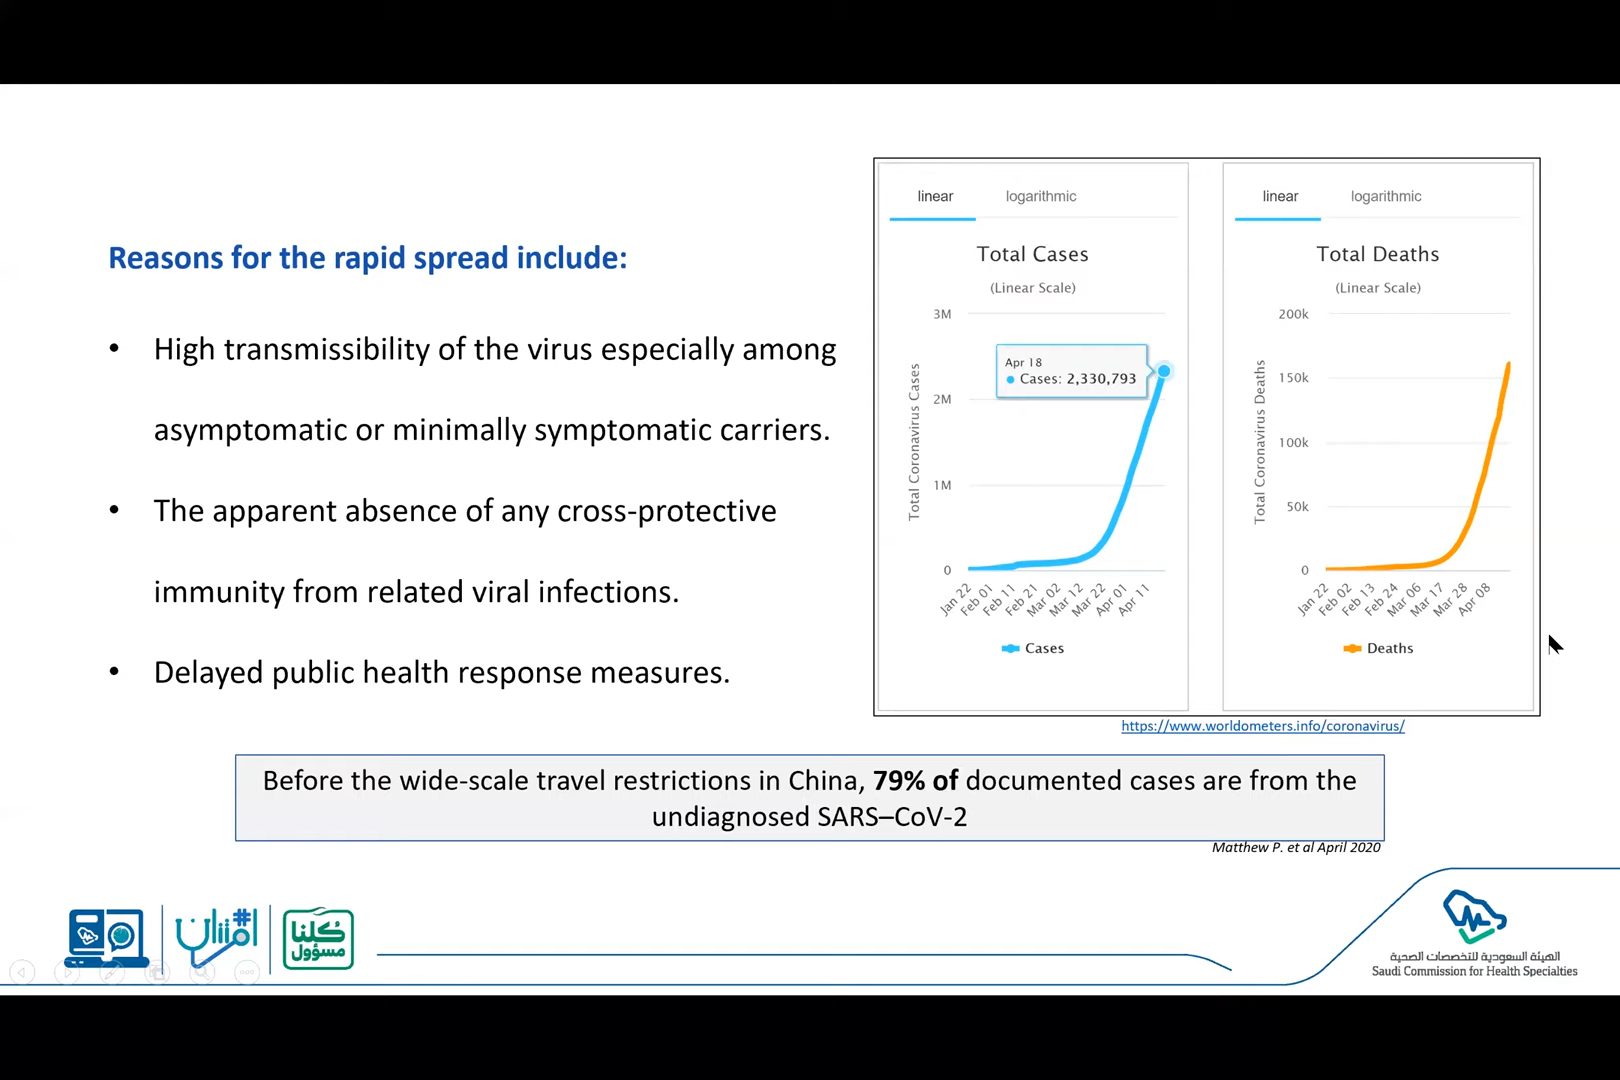 Reasons for the rapid spread include:
• High transmissibility of the virus especially among
asymptomatic or minimally symptomatic carriers.
• The apparent absence of any cross-protective
immunity from related viral infections.
• Delayed public health response measures.
linear logarithmic
Total Cases
(Linear Scale)
Total Coronavirus Cases
3M
2M
1M
0
Apr 18
Cases: 2,330,793
Jan 22 Feb 01 Feb 11 Feb 21 Mar 02 Mar 12 Mar 22 Apr 01 Apr 11
Cases
linear logarithmic
Total Deaths
(Linear Scale)
Total Coronavirus Deaths
200k
150k
100k
50k
0
Jan 22 Feb 02 Feb 13 Feb 24 Mar 06 Mar 17 Mar 28 Apr 08
Deaths
https://www.worldometers.info/coronavirus/
Before the wide-scale travel restrictions in China, 79% of documented cases are from the
undiagnosed SARS–CoV-2
Matthew P. et al April 2020
#امتنان
كلنا
مسؤول
الهيئة السعودية للتخصصات الصحية
Saudi Commission for Health Specialties